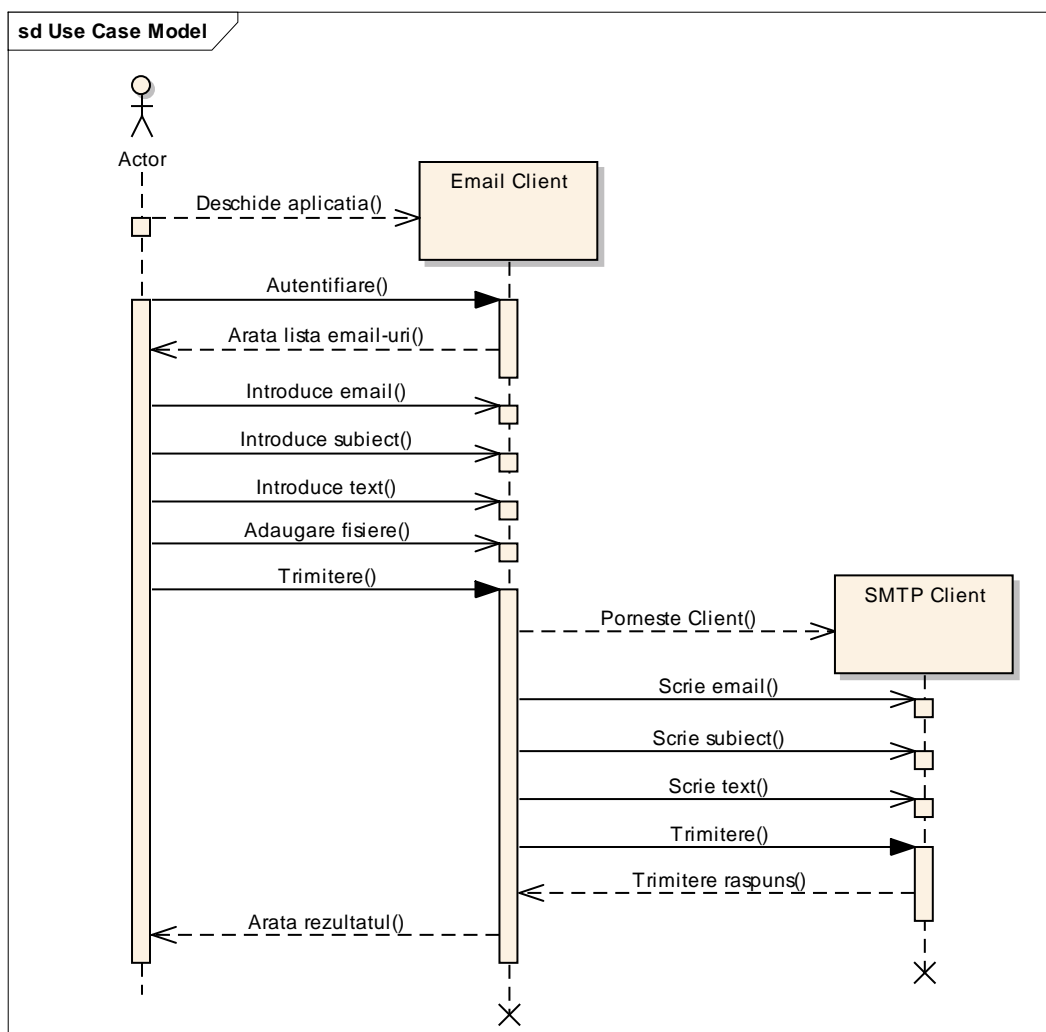 sd Use Case Model
Actor
Email Client
Deschide aplicatia()
Autentifiare()
Arata lista email-uri()
Introduce email()
Introduce subiect()
Introduce text()
Adaugare fisiere()
Trimitere()
SMTP Client
Porneste Client()
Scrie email()
Scrie subiect()
Scrie text()
Trimitere()
Trimitere raspuns()
Arata rezultatul()